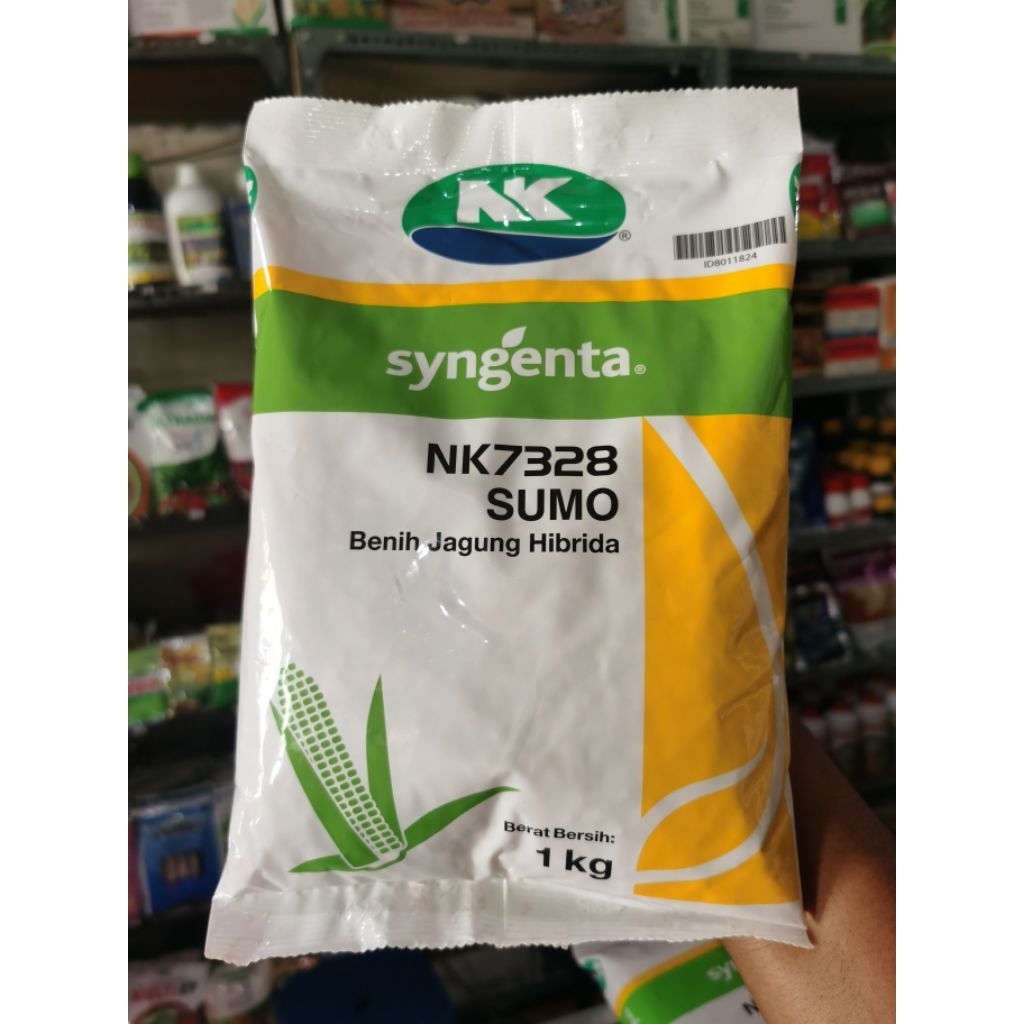 NK
®
ID8011824
syngenta®
NK7328
SUMO
Benih Jagung Hibrida
Berat Bersih:
1 kg